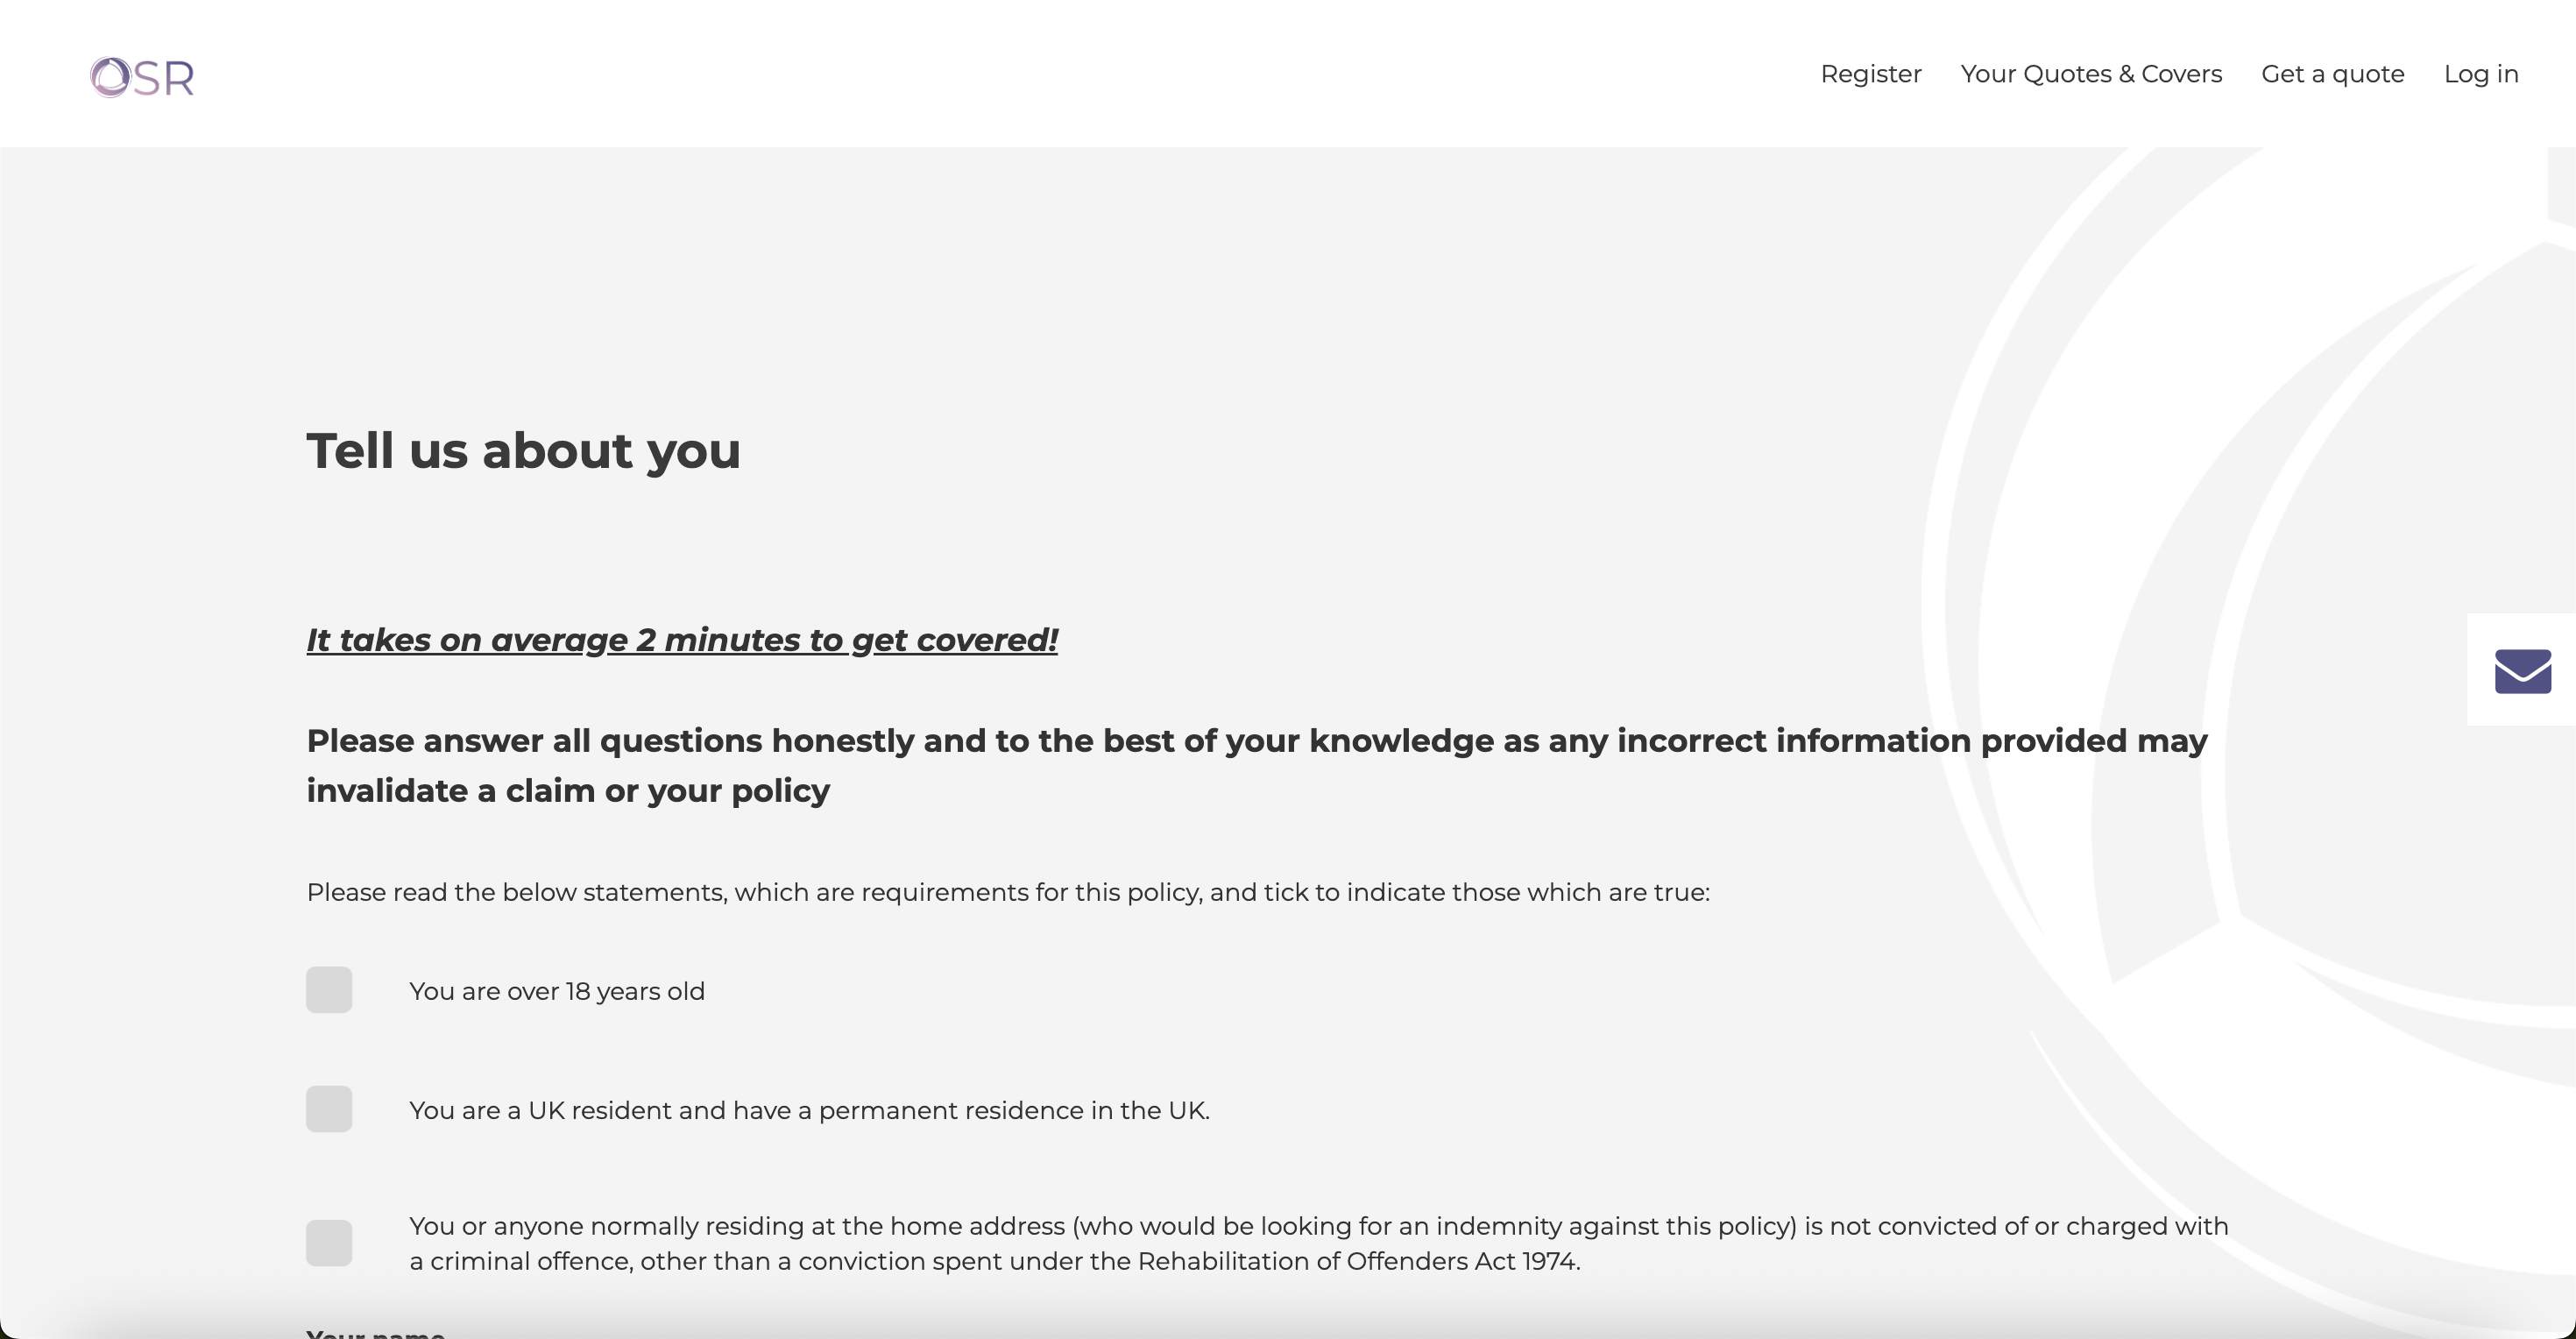 OSR
Register Your Quotes & Covers Get a quote Log in
Tell us about you
It takes on average 2 minutes to get covered!
Please answer all questions honestly and to the best of your knowledge as any incorrect information provided may
invalidate a claim or your policy
Please read the below statements, which are requirements for this policy, and tick to indicate those which are true:
You are over 18 years old
You are a UK resident and have a permanent residence in the UK.
You or anyone normally residing at the home address (who would be looking for an indemnity against this policy) is not convicted of or charged with
a criminal offence, other than a conviction spent under the Rehabilitation of Offenders Act 1974.
Your name